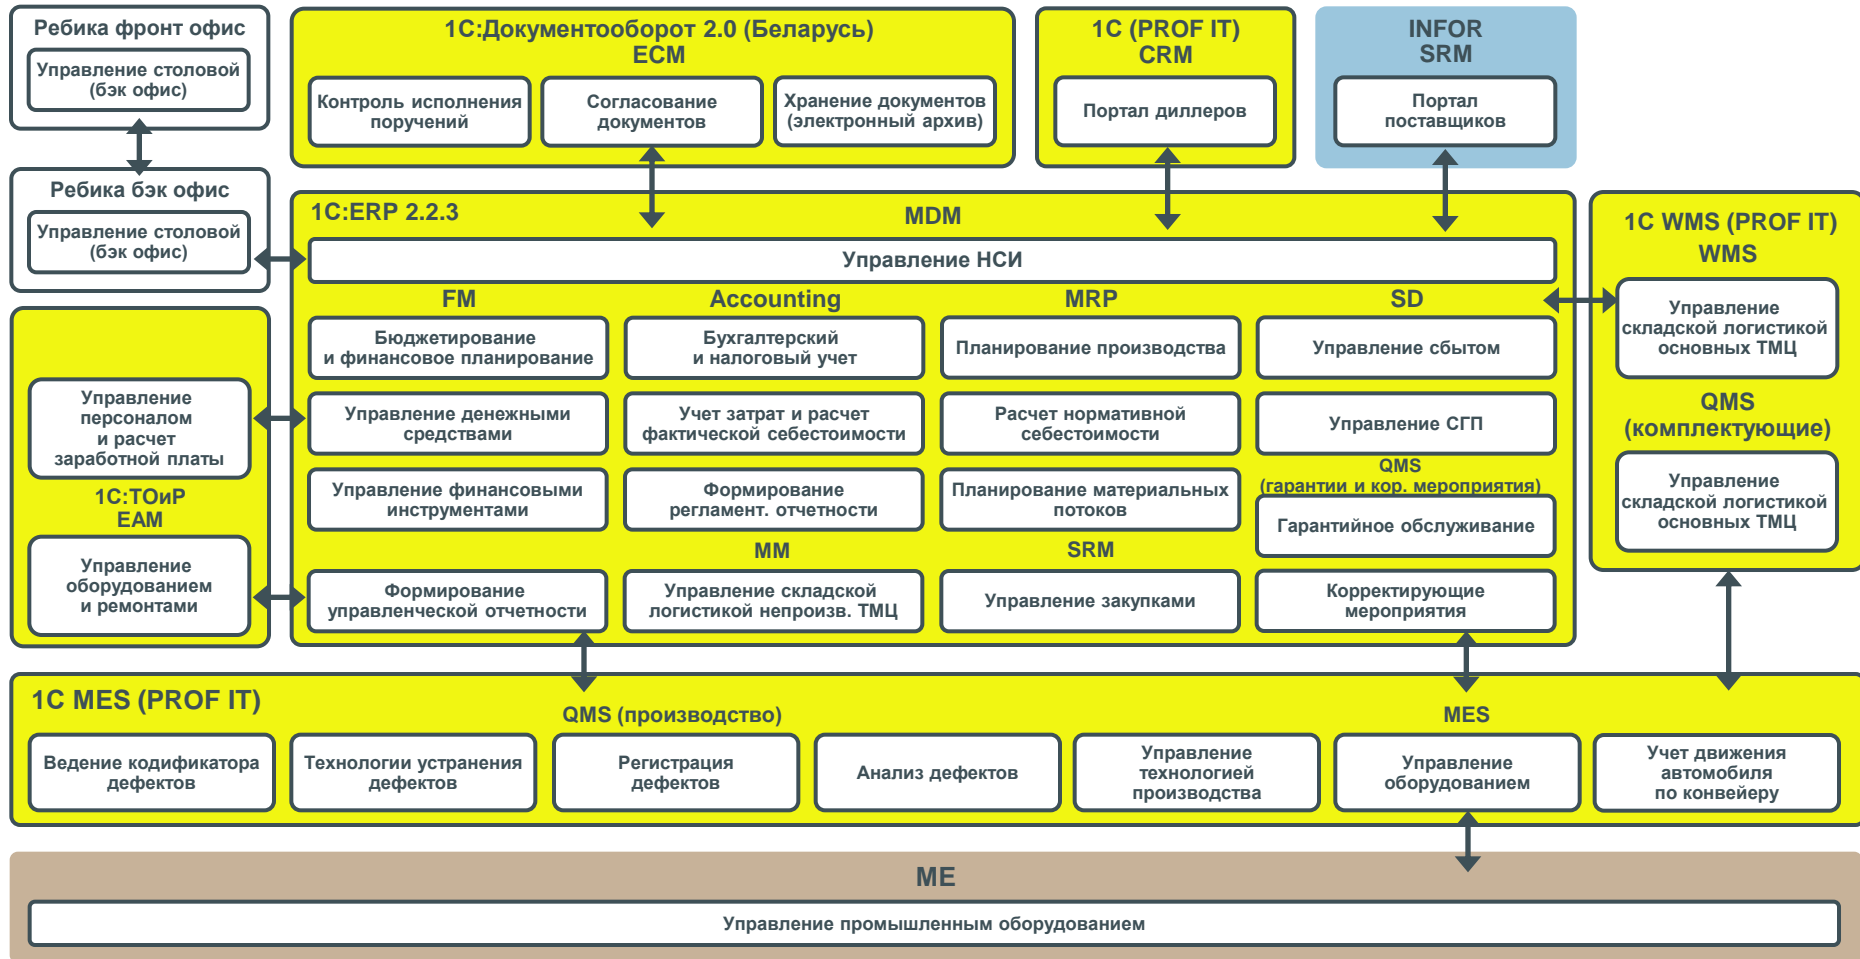 Ребика фронт офис
Управление столовой
(бэк офис)
1С:Документооборот 2.0 (Беларусь)
ECM
Контроль исполнения
поручений
Согласование
документов
Хранение документов
(электронный архив)
1С (PROF IT)
CRM
Портал диллеров
INFOR
SRM
Портал
поставщиков
Ребика бэк офис
Управление столовой
(бэк офис)
1С:ERP 2.2.3
MDM
Управление НСИ
FM
Бюджетирование
и финансовое планирование
Управление денежными
средствами
Управление финансовыми
инструментами
Формирование
управленческой отчетности
Accounting
Бухгалтерский
и налоговый учет
Учет затрат и расчет
фактической себестоимости
Формирование
регламент. отчетности
MM
Управление складской
логистикой непроизв. ТМЦ
MRP
Планирование производства
Расчет нормативной
себестоимости
Планирование материальных
потоков
SRM
Управление закупками
SD
Управление сбытом
Управление СГП
QMS
(гарантии и кор. мероприятия)
Гарантийное обслуживание
Корректирующие
мероприятия
1С WMS (PROF IT)
WMS
Управление
складской логистикой
основных ТМЦ
QMS
(комплектующие)
Управление
складской логистикой
основных ТМЦ
Управление
персоналом
и расчет
заработной платы
1С:ТОиР
EAM
Управление
оборудованием
и ремонтами
1С MES (PROF IT)
QMS (производство)
MES
Ведение кодификатора
дефектов
Технологии устранения
дефектов
Регистрация
дефектов
Анализ дефектов
Управление
технологией
производства
Управление
оборудованием
Учет движения
автомобиля
по конвейеру
ME
Управление промышленным оборудованием